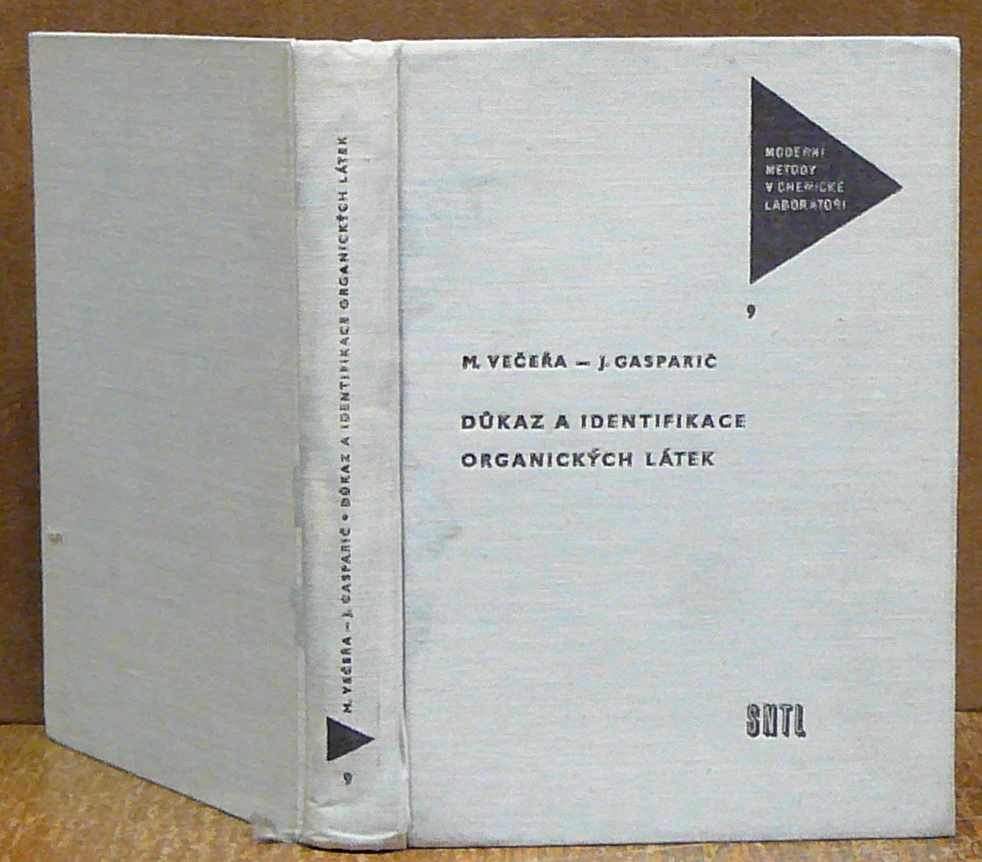 M. VEČEŘA – J. GASPARIČ • DŮKAZ A IDENTIFIKACE ORGANICKÝCH LÁTEK
9
MODERNÍ
METODY
V CHEMICKÉ
LABORATOŘI
9
M. VEČEŘA – J. GASPARIČ
DŮKAZ A IDENTIFIKACE
ORGANICKÝCH LÁTEK
SNTL